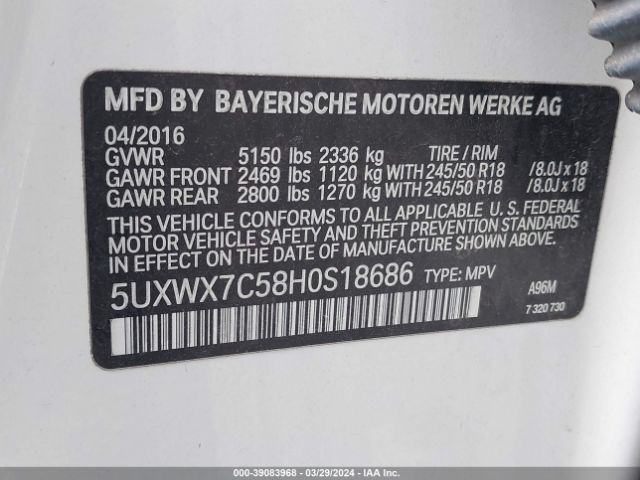 MFD BY BAYERISCHE MOTOREN WERKE AG
04/2016
GVWR 5150 lbs 2336 kg TIRE / RIM
GAWR FRONT 2469 lbs 1120 kg WITH 245/50 R18 /8.0J x 18
GAWR REAR 2800 lbs 1270 kg WITH 245/50 R18 /8.0J x 18
THIS VEHICLE CONFORMS TO ALL APPLICABLE U. S. FEDERAL
MOTOR VEHICLE SAFETY AND THEFT PREVENTION STANDARDS
IN EFFECT ON DATE OF MANUFACTURE SHOWN ABOVE.
5UXWX7C58H0S18686 TYPE: MPV
A96M
7 320 730
000-39083968 - 03/29/2024 - IAAI.COM